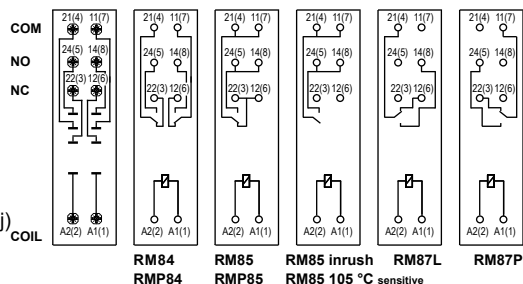 21(4) 11(7) 21(4) 11(7) 21(4) 11(7) 21(4) 11(7) 21(4) 11(7) 21(4) 11(7)
COM
24(5) 14(8) 24(5) 14(8) 24(5) 14(8) 24(5) 14(8) 24(5) 14(8) 24(5) 14(8)
NO
22(3) 12(6) 22(3) 12(6) 22(3) 12(6) 22(3) 12(6) 22(3) 12(6) 22(3) 12(6)
NC
j)
COIL
A2(2) A1(1) A2(2) A1(1) A2(2) A1(1) A2(2) A1(1) A2(2) A1(1) A2(2) A1(1)
RM84 RM85 RM85 inrush RM87L RM87P
RMP84 RMP85 RM85 105 °C sensitive